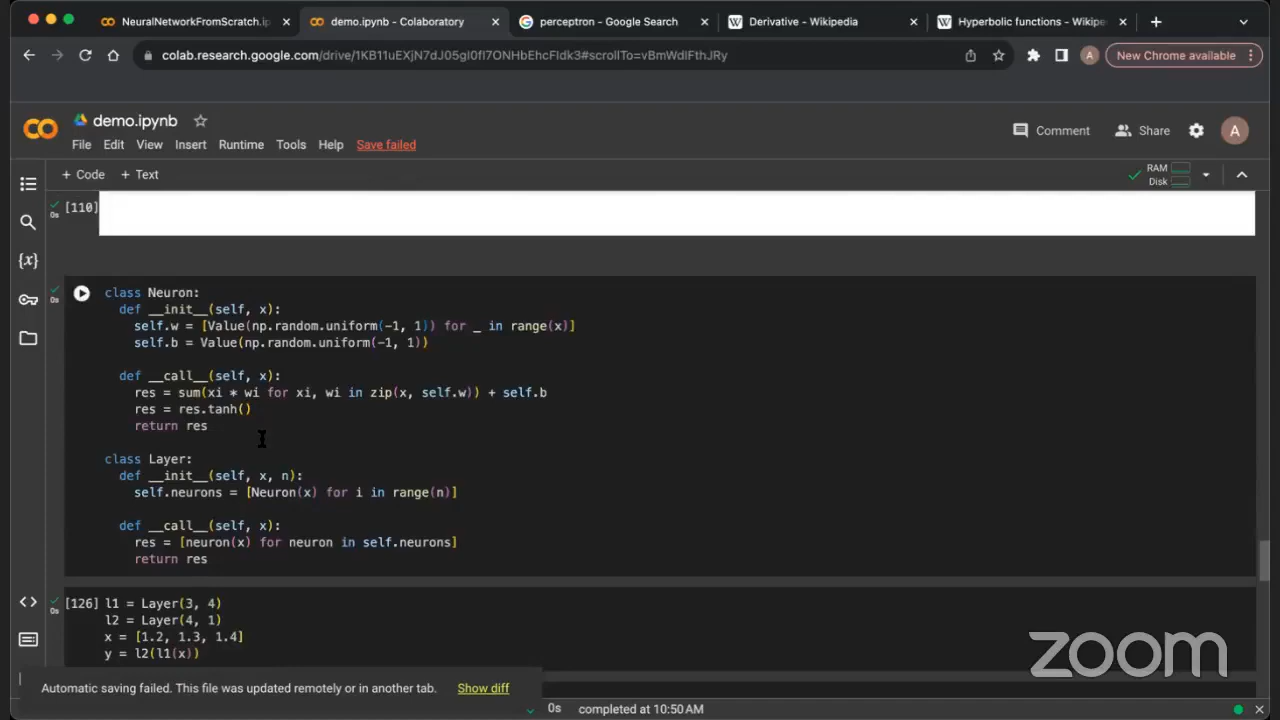 NeuralNetworkFromScratch.ip
demo.ipynb - Colaboratory
perceptron - Google Search
Derivative - Wikipedia
Hyperbolic functions - Wikipe
colab.research.google.com/drive/1KB11uEXjN7dJ05gI0fI7ONHbEhcFIdk3#scrollTo=vBmWdIFthJRy
A
New Chrome available
demo.ipynb
Comment
Share
A
File Edit View Insert Runtime Tools Help Save failed
+ Code + Text
RAM
Disk
[110]
0s
{x}
0s
class Neuron:
def __init__(self, x):
self.w = [Value(np.random.uniform(-1, 1)) for _ in range(x)]
self.b = Value(np.random.uniform(-1, 1))
def __call__(self, x):
res = sum(xi * wi for xi, wi in zip(x, self.w)) + self.b
res = res.tanh()
return res
class Layer:
def __init__(self, x, n):
self.neurons = [Neuron(x) for i in range(n)]
def __call__(self, x):
res = [neuron(x) for neuron in self.neurons]
return res
[126] l1 = Layer(3, 4)
0s
l2 = Layer(4, 1)
x = [1.2, 1.3, 1.4]
y = l2(l1(x))
zoom
Automatic saving failed. This file was updated remotely or in another tab. Show diff
0s completed at 10:50 AM